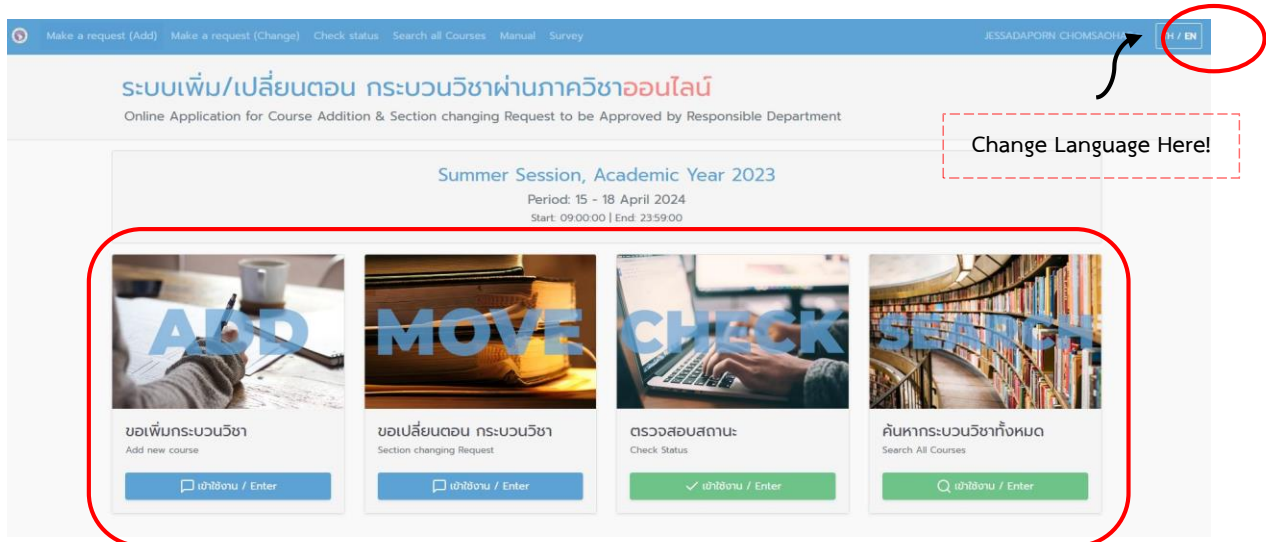 Make a request (Add) Make a request (Change) Check status Search all Courses Manual Survey JESSADAPORN TH / EN
ระบบเพิ่ม/เปลี่ยนตอน กระบวนวิชาผ่านภาควิชาออนไลน์
Online Application for Course Addition & Section changing Request to be Approved by Responsible Department
Change Language Here!
Summer Session, Academic Year 2023
Period: 15 - 18 April 2024
Start: 09:00:00 | End: 23:59:00
ADD MOVE CHECK SEARCH
ขอเพิ่มกระบวนวิชา ขอเปลี่ยนตอน กระบวนวิชา ตรวจสอบสถานะ ค้นหากระบวนวิชาทั้งหมด
Add new course Section changing Request Check Status Search All Courses
เข้าใช้งาน / Enter เข้าใช้งาน / Enter เข้าใช้งาน / Enter เข้าใช้งาน / Enter